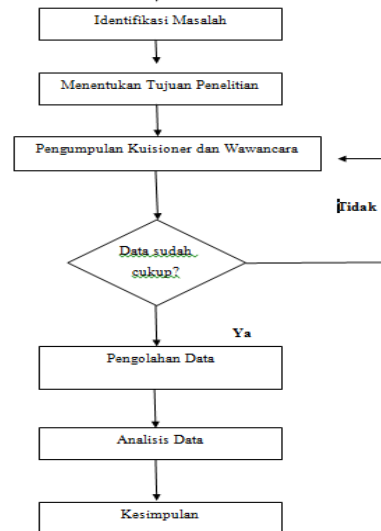 Identifikasi Masalah
Menentukan Tujuan Penelitian
Pengumpulan Kuisioner dan Wawancara
Tidak
Data sudah
cukup?
Ya
Pengolahan Data
Analisis Data
Kesimpulan